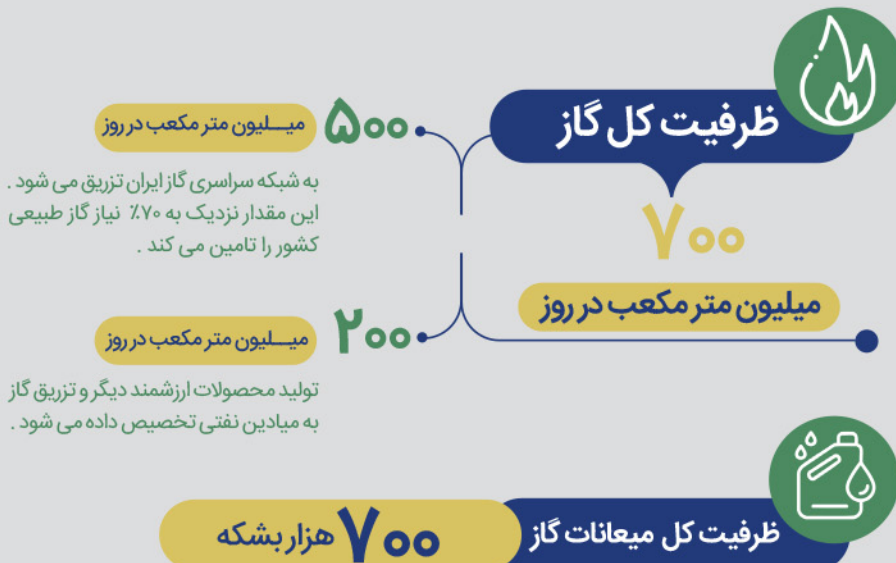 ظرفیت کل گاز
۷۰۰
میلیون متر مکعب در روز
۵۰۰ میــلیون متر مکعب در روز
به شبکه سراسری گاز ایران تزریق می شود .
این مقدار نزدیک به ۷۰٪ نیاز گاز طبیعی
کشور را تامین می کند .
۲۰۰ میــلیون متر مکعب در روز
تولید محصولات ارزشمند دیگر و تزریق گاز
به میادین نفتی تخصیص داده می شود .
ظرفیت کل میعانات گاز ۷۰۰ هزار بشکه